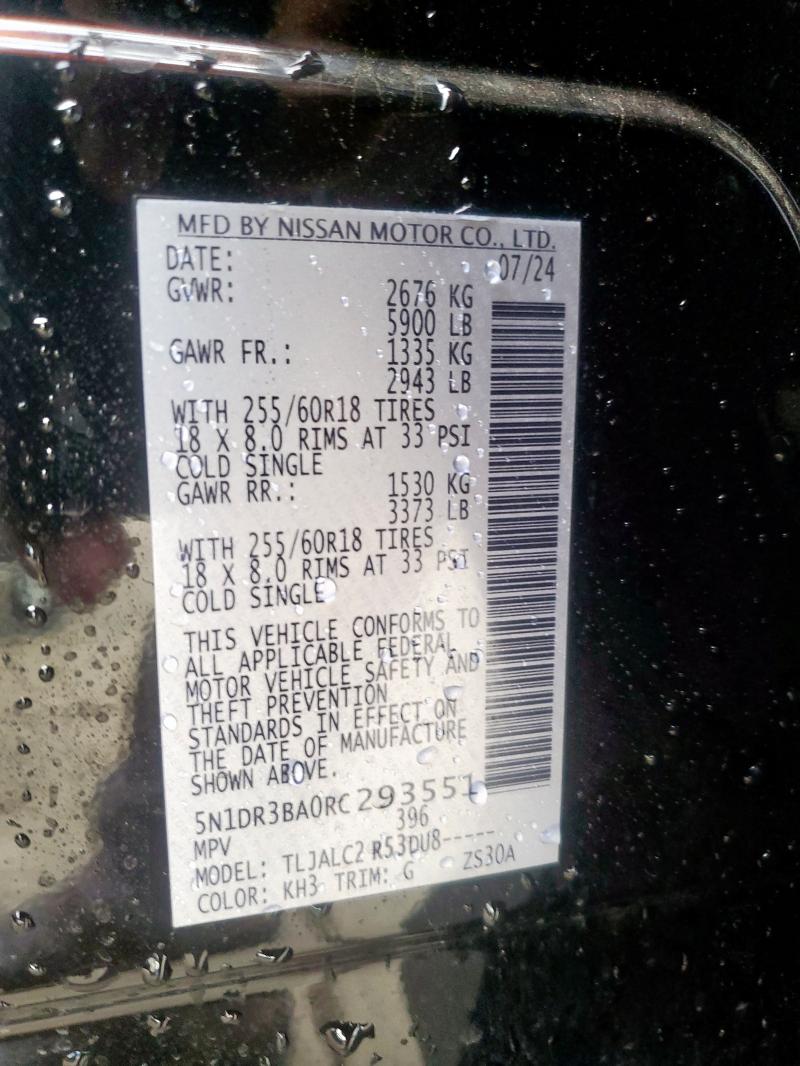 MFD BY NISSAN MOTOR CO., LTD.
DATE: 07/24
GVWR: 2676 KG
5900 LB
GAWR FR.: 1335 KG
2943 LB
WITH 255/60R18 TIRES
18 X 8.0 RIMS AT 33 PSI
COLD SINGLE
GAWR RR.: 1530 KG
3373 LB
WITH 255/60R18 TIRES
18 X 8.0 RIMS AT 33 PSI
COLD SINGLE
THIS VEHICLE CONFORMS TO
ALL APPLICABLE FEDERAL
MOTOR VEHICLE SAFETY AND
THEFT PREVENTION
STANDARDS IN EFFECT ON
THE DATE OF MANUFACTURE
SHOWN ABOVE.
5N1DR3BA0RC293551
MPV 396
MODEL: TLJALC2 R53DU8-----
COLOR: KH3 TRIM: G ZS30A